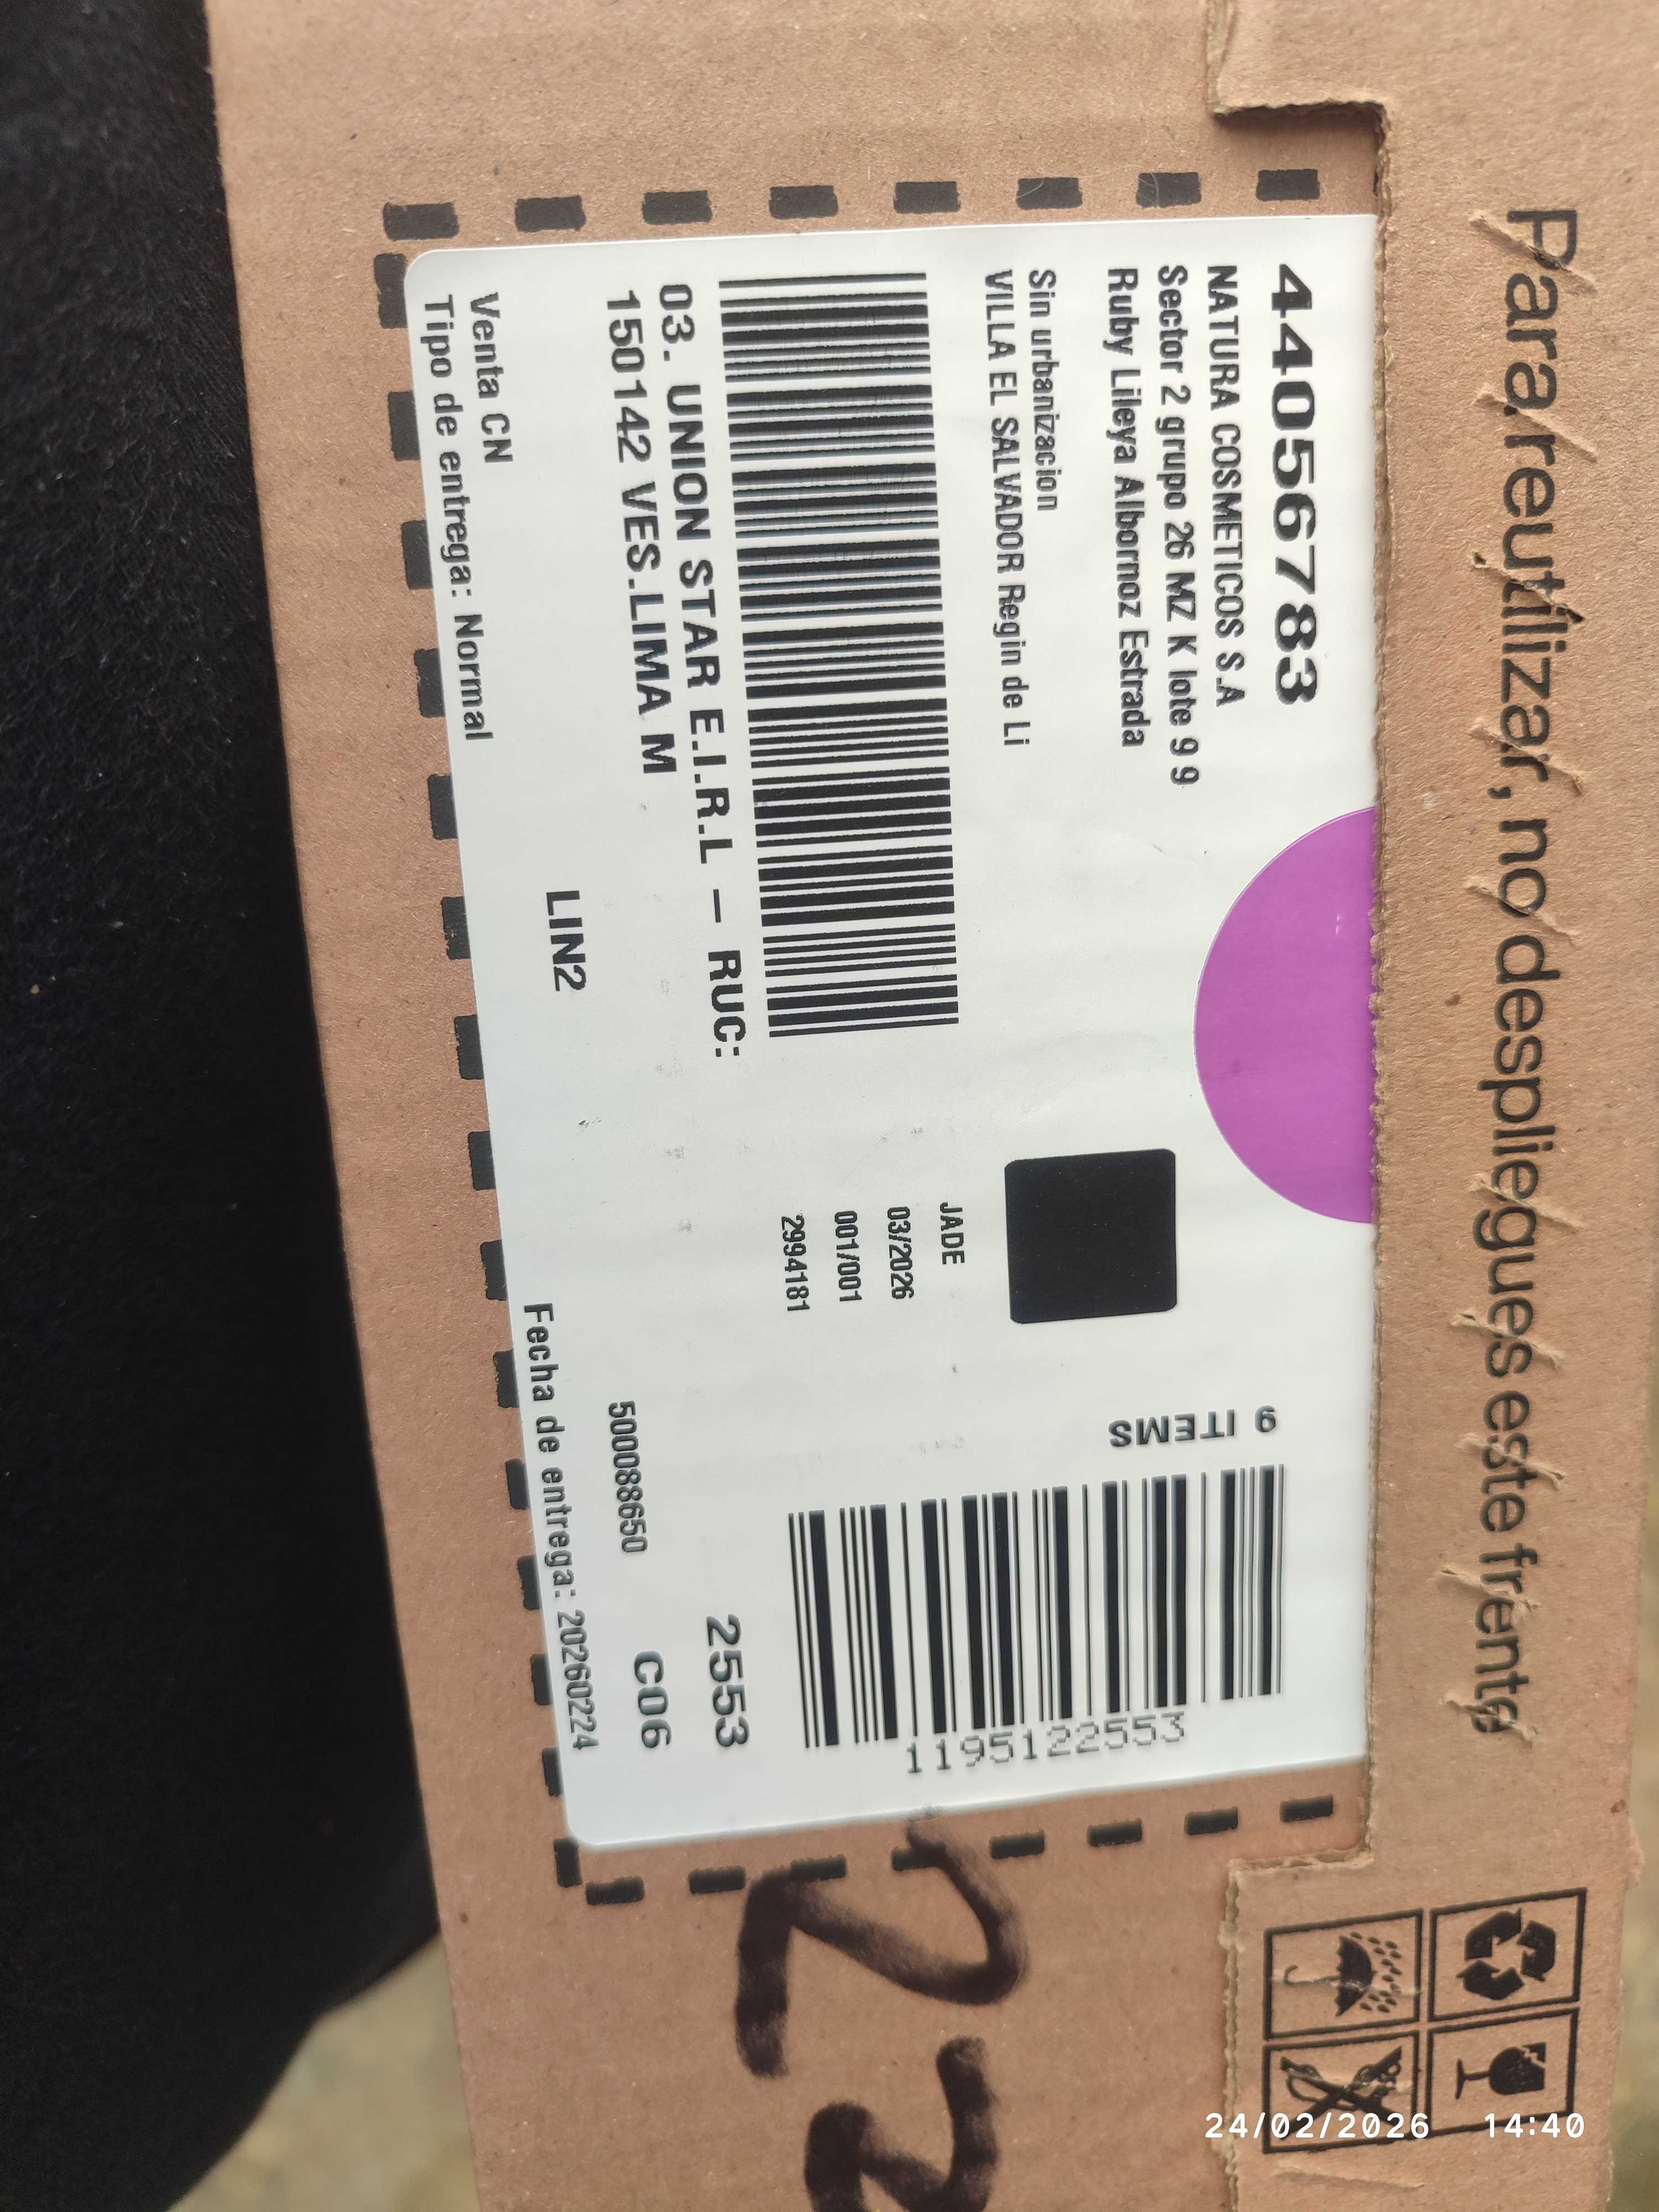 Para reutilizar, no despliegues este frente
44056783
NATURA COSMETICOS S.A
Sector 2 grupo 26 MZ K lote 9 9
Ruby Lileya Albornoz Estrada
Sin urbanizacion
VILLA EL SALVADOR Regin de Li
9 ITEMS
1195122553
JADE
03/2026
001/001
2994181
03. UNION STAR E.I.R.L – RUC:
2553
150142 VES.LIMA M
500088650
C06
LIN2
Venta CN
Tipo de entrega: Normal
Fecha de entrega: 20260224
24/02/2026 14:40